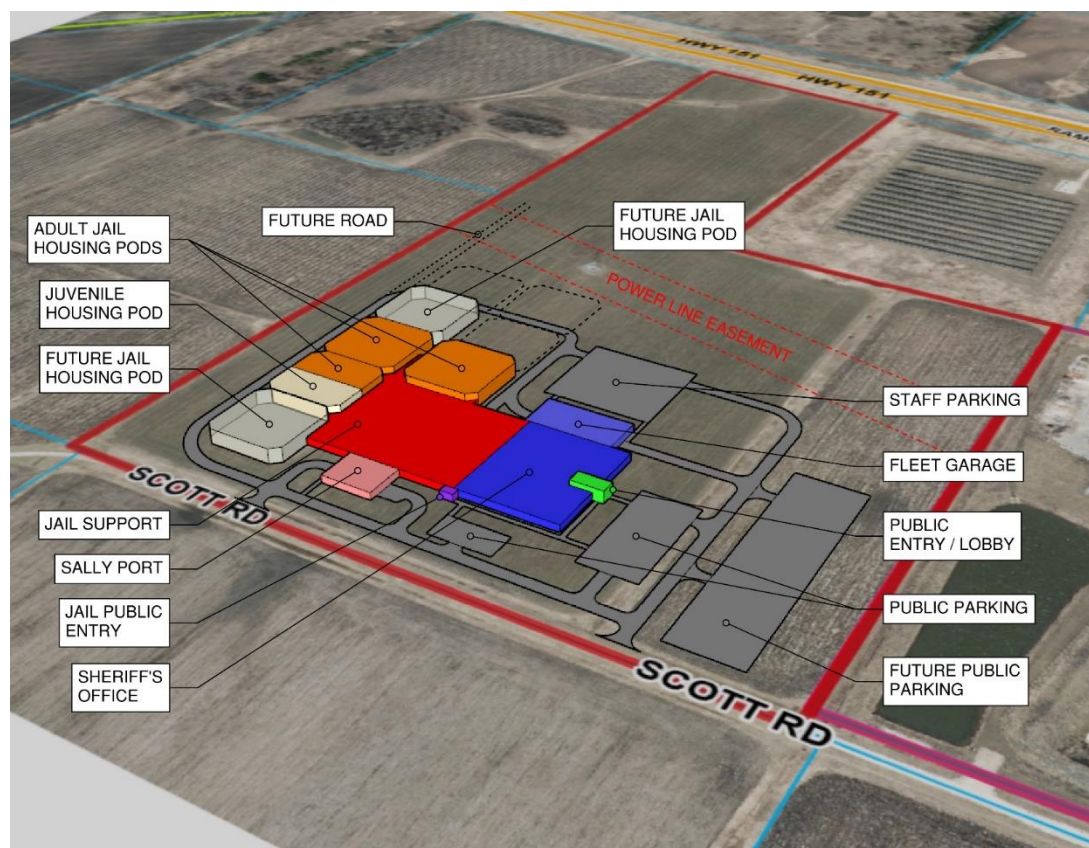 HWY 151
HWY 151
RAM
ADULT JAIL
HOUSING PODS
FUTURE ROAD
FUTURE JAIL
HOUSING POD
JUVENILE
HOUSING POD
FUTURE JAIL
HOUSING POD
POWER LINE EASEMENT
STAFF PARKING
FLEET GARAGE
SCOTT RD
JAIL SUPPORT
PUBLIC
ENTRY / LOBBY
SALLY PORT
JAIL PUBLIC
ENTRY
PUBLIC PARKING
SHERIFF'S
OFFICE
FUTURE PUBLIC
PARKING
SCOTT RD